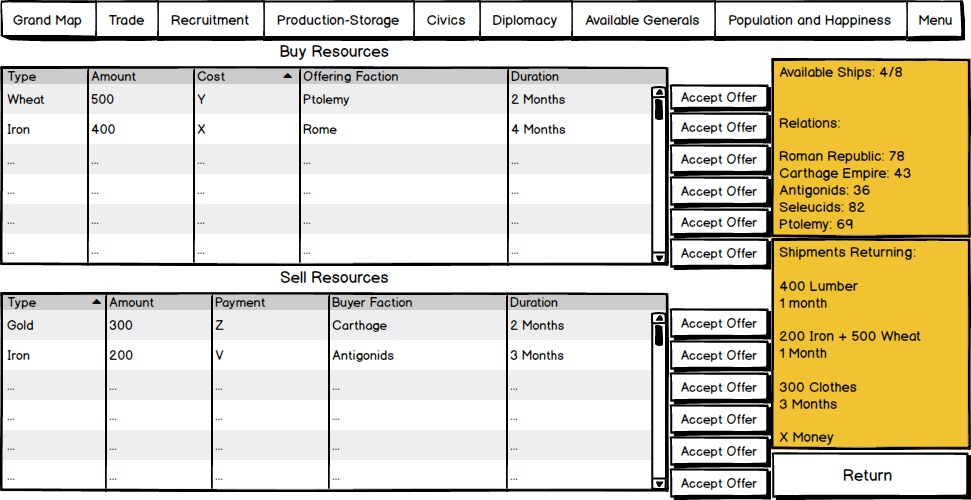 Grand Map Trade Recruitment Production-Storage Civics Diplomacy Available Generals Population and Happiness Menu
Buy Resources
Type Amount Cost Offering Faction Duration
Wheat 500 Y Ptolemy 2 Months Accept Offer
Iron 400 X Rome 4 Months Accept Offer
... ... ... ... ... Accept Offer
... ... ... ... ... Accept Offer
... ... ... ... ... Accept Offer
... ... ... ... ... Accept Offer
Sell Resources
Type Amount Payment Buyer Faction Duration
Gold 300 Z Carthage 2 Months Accept Offer
Iron 200 V Antigonids 3 Months Accept Offer
... ... ... ... ... Accept Offer
... ... ... ... ... Accept Offer
... ... ... ... ... Accept Offer
... ... ... ... ... Accept Offer
Available Ships: 4/8
Relations:
Roman Republic: 78
Carthage Empire: 43
Antigonids: 36
Seleucids: 82
Ptolemy: 69
Shipments Returning:
400 Lumber
1 month
200 Iron + 500 Wheat
1 Month
300 Clothes
3 Months
X Money
Return